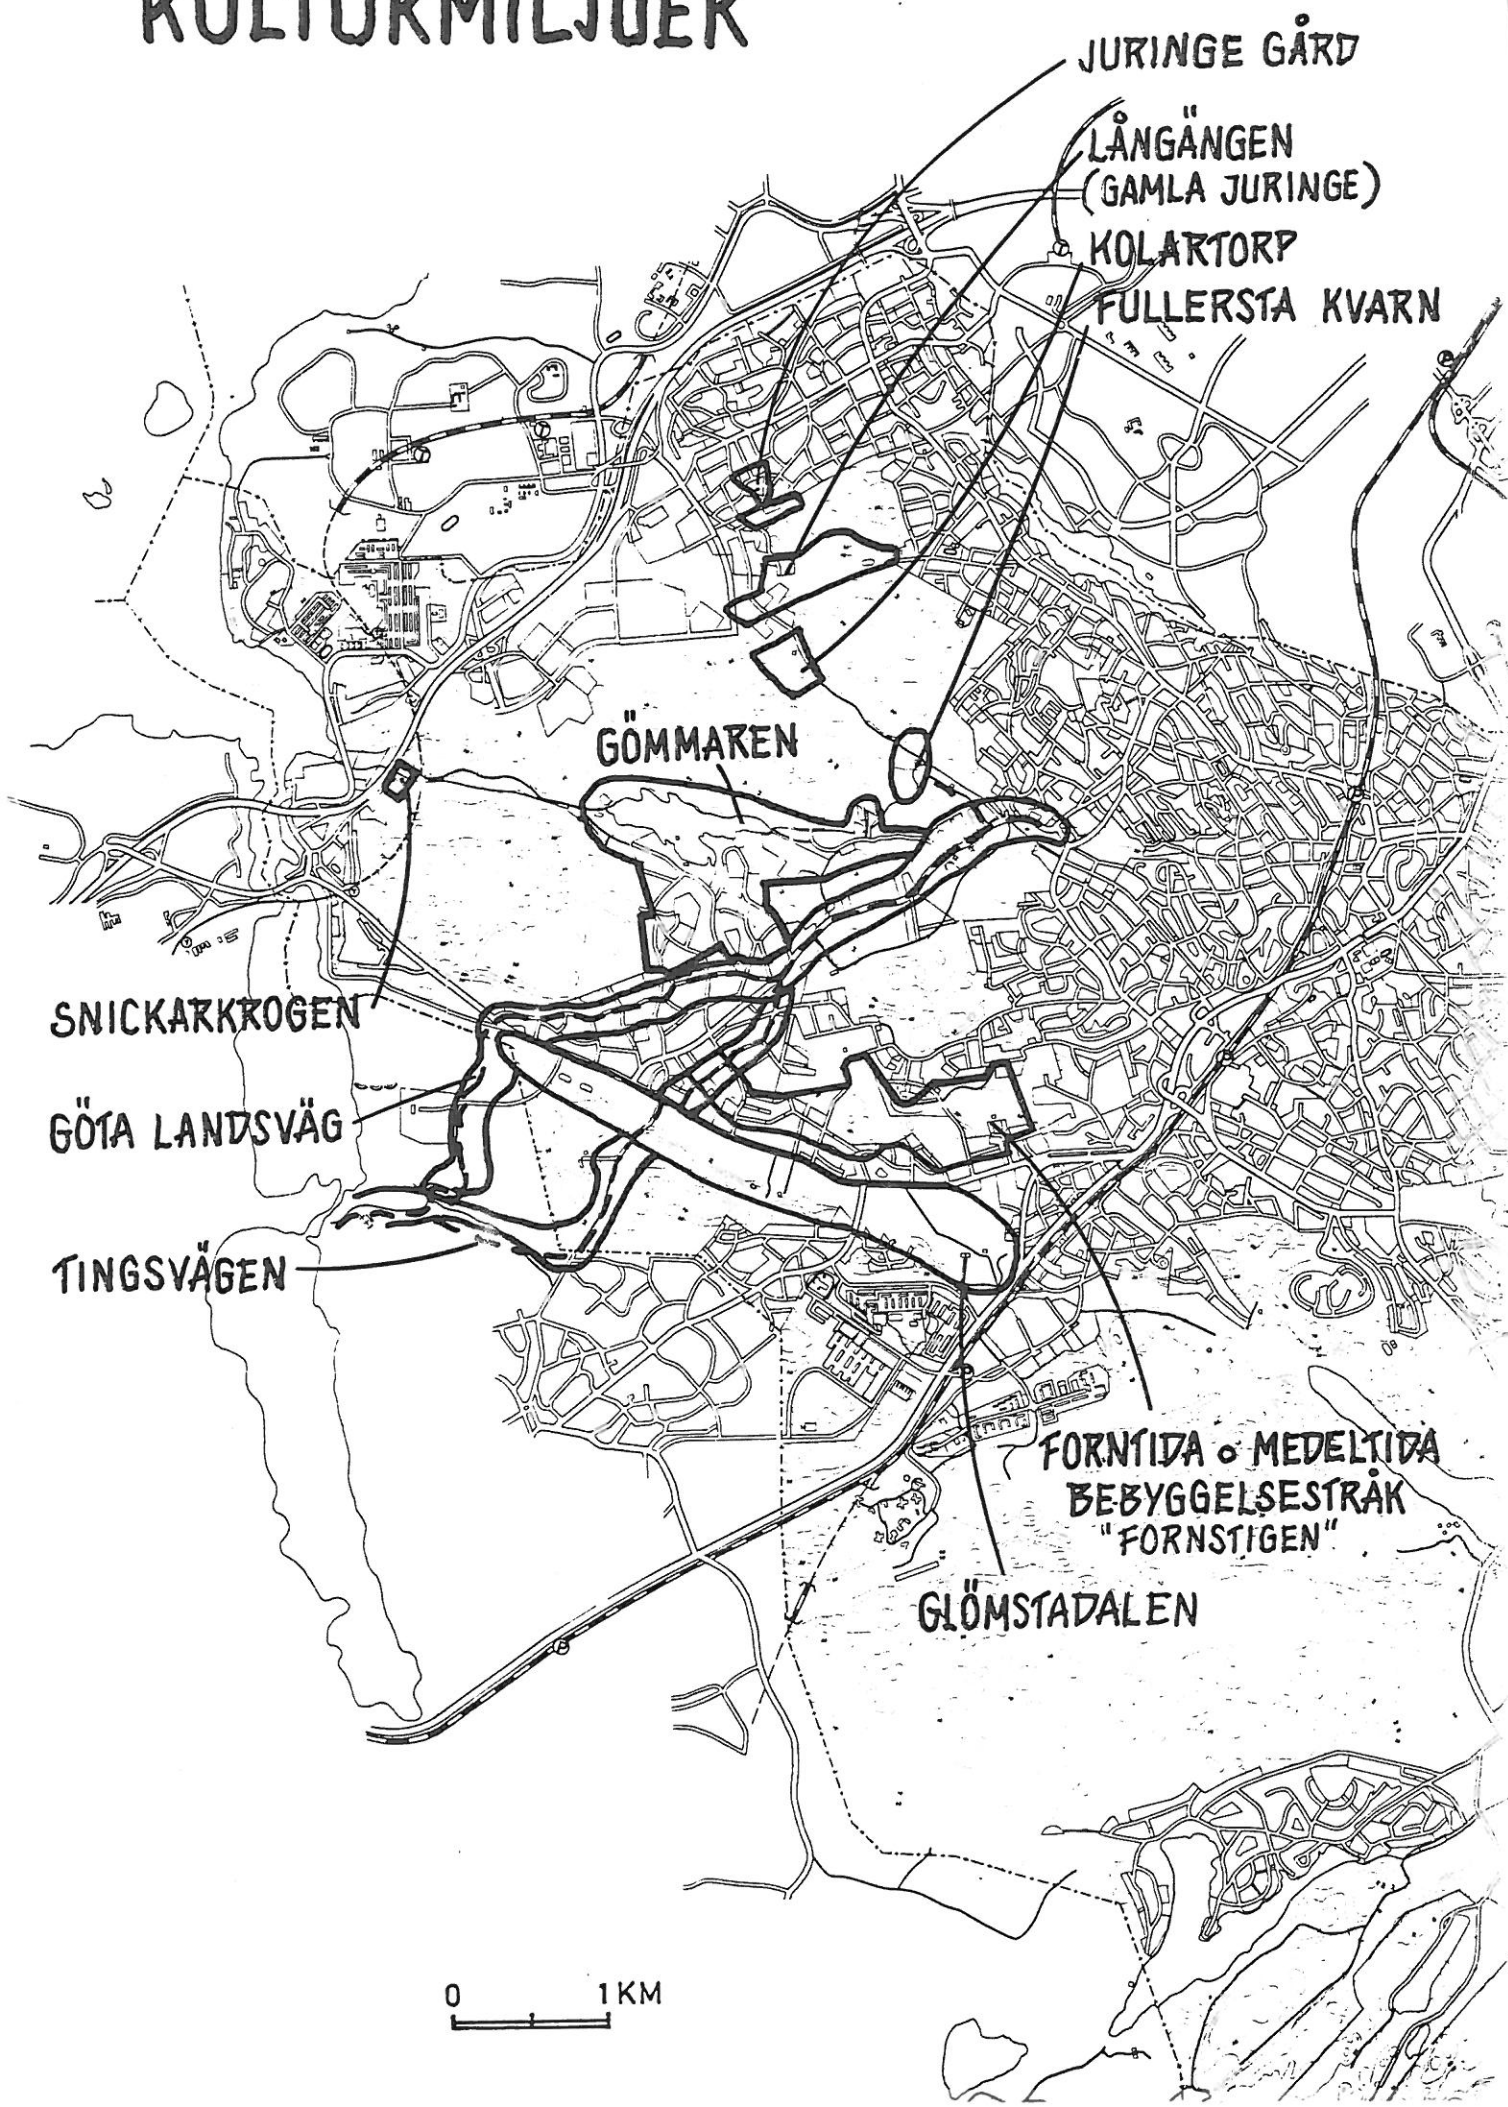 KULTURMILJÖER
JURINGE GÅRD
LÅNGÄNGEN
(GAMLA JURINGE)
KOLARTORP
FULLERSTA KVARN
GÖMMAREN
SNICKARKROGEN
GÖTA LANDSVÄG
TINGSVÄGEN
FORNTIDA o MEDELTIDA
BEBYGGELSESTRÅK
"FORNSTIGEN"
GLÖMSTADALEN
0 1 KM